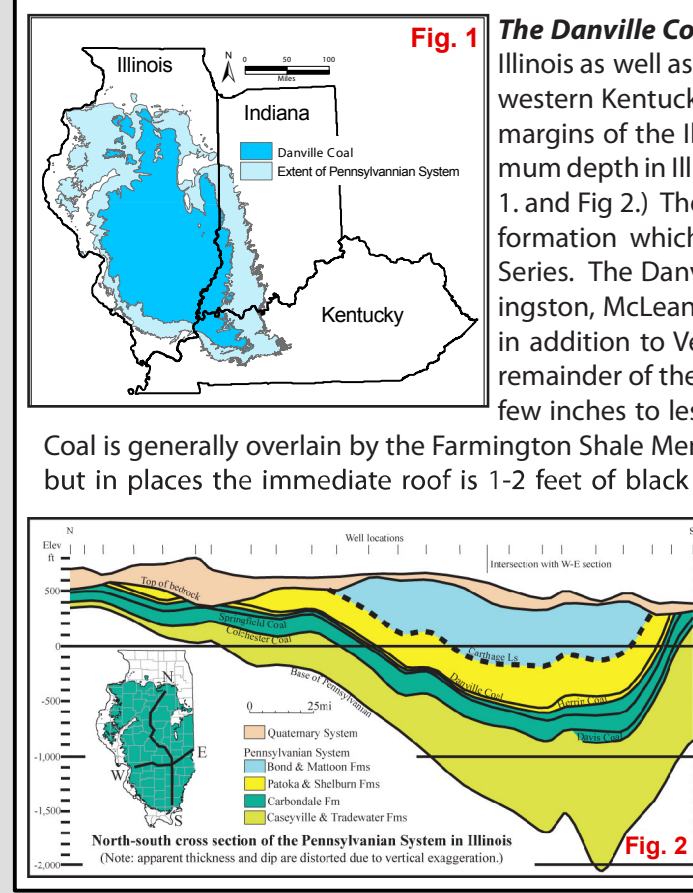 Fig. 1
Illinois
N
0 50 100
Miles
Indiana
Danville Coal
Extent of Pennsylvannian System
Kentucky
The Danville Co
Illinois as well as
western Kentuck
margins of the Il
mum depth in Ill
1. and Fig 2.) The
formation which
Series. The Danv
ingston, McLean
in addition to Ve
remainder of the
few inches to les
Coal is generally overlain by the Farmington Shale Mer
but in places the immediate roof is 1-2 feet of black
N
S
Elev
ft
Well locations
Intersection with W-E section
500
0
-500
-1,000
-1,500
-2,000
Top of bedrock
Springfield Coal
Colchester Coal
Base of Pennsylvanian
Carthage Ls
Danville Coal
Herrin Coal
Davis Coal
N
E
W
S
0 25mi
Quaternary System
Pennsylvanian System
Bond & Mattoon Fms
Patoka & Shelburn Fms
Carbondale Fm
Caseyville & Tradewater Fms
North-south cross section of the Pennsylvanian System in Illinois
(Note: apparent thickness and dip are distorted due to vertical exaggeration.)
Fig. 2